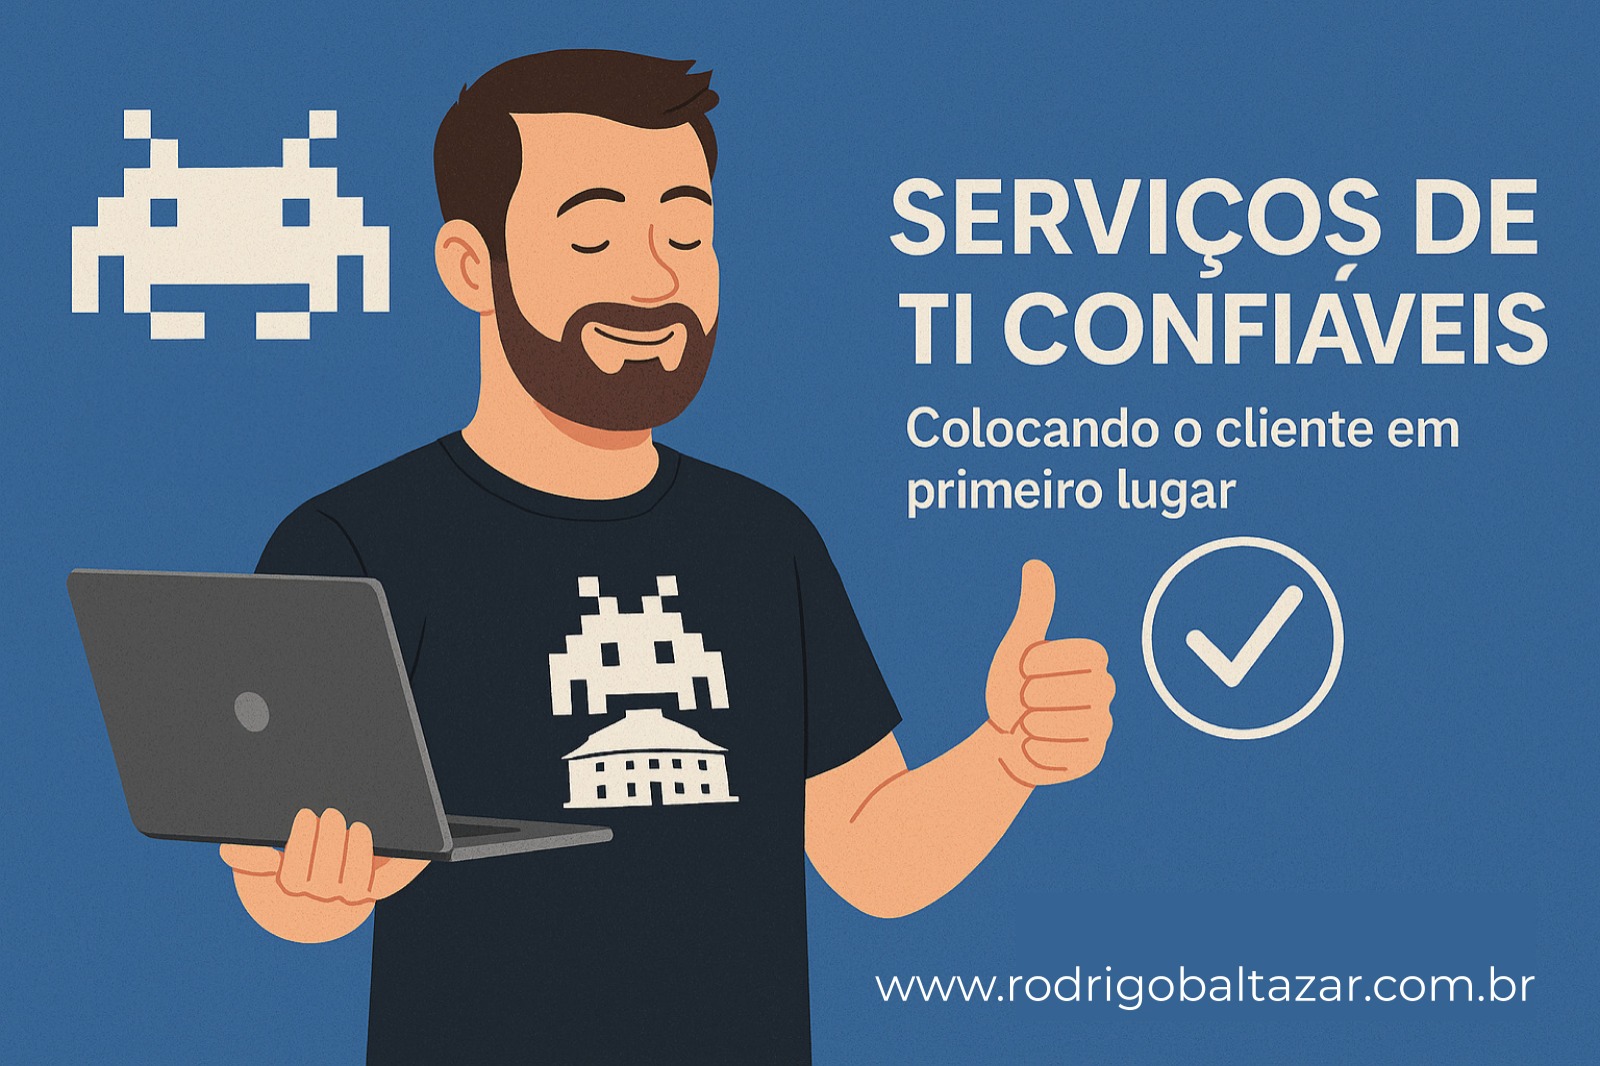 SERVIÇOS DE
TI CONFIÁVEIS
Colocando o cliente em
primeiro lugar
www.rodrigobaltazar.com.br